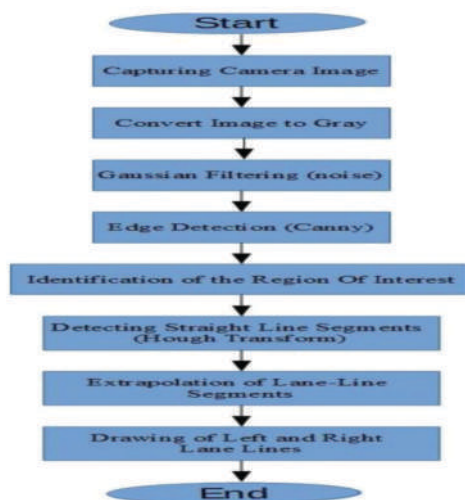 Start
Capturing Camera Image
Convert Image to Gray
Gaussian Filtering (noise)
Edge Detection (Canny)
Identification of the Region Of Interest
Detecting Straight Line Segments
(Hough Transform)
Extrapolation of Lane-Line
Segments
Drawing of Left and Right
Lane Lines
End